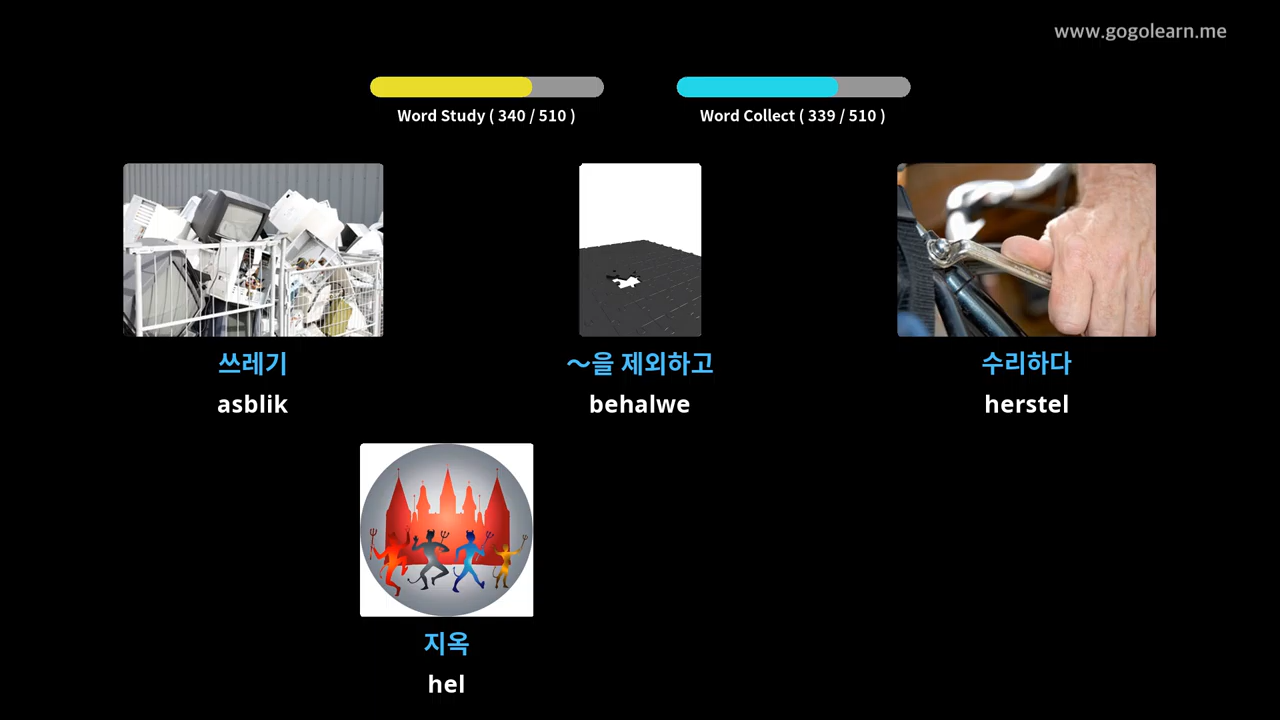 www.gogolearn.me
Word Study ( 340 / 510 )
Word Collect ( 339 / 510 )
쓰레기
～을 제외하고
수리하다
asblik
behalwe
herstel
지옥
hel